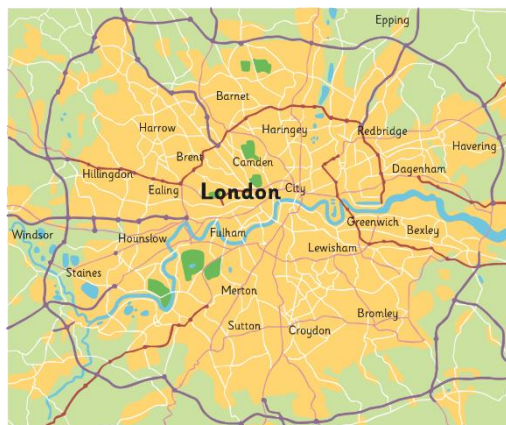 Epping
Barnet
Harrow
Haringey
Redbridge
Havering
Brent
Camden
Dagenham
Hillingdon
Ealing
London
City
Windsor
Hounslow
Fulham
Greenwich
Bexley
Lewisham
Staines
Merton
Bromley
Sutton
Croydon